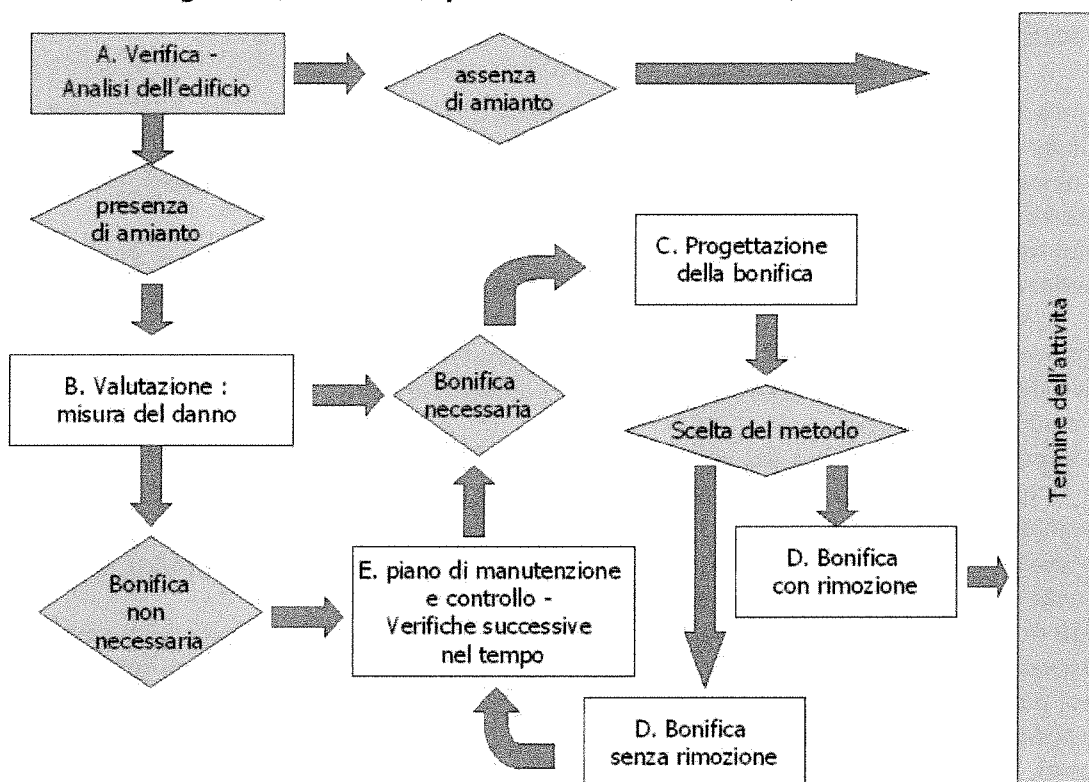 A. Verifica -
Analisi dell'edificio
assenza
di amianto
presenza
di amianto
C. Progettazione
della bonifica
B. Valutazione :
misura del danno
Bonifica
necessaria
Scelta del metodo
Bonifica
non
necessaria
E. piano di manutenzione
e controllo -
Verifiche successive
nel tempo
D. Bonifica
con rimozione
D. Bonifica
senza rimozione
Termine dell'attività